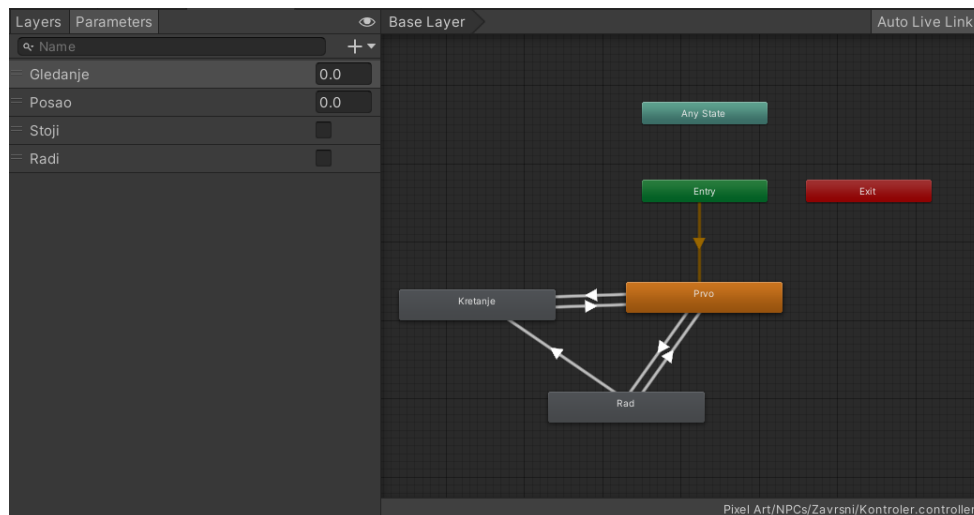 Layers Parameters
Name
Gledanje 0.0
Posao 0.0
Stoji
Radi
Base Layer Auto Live Link
Any State
Entry
Exit
Prvo
Kretanje
Rad
Pixel Art/NPCs/Zavrsni/Kontroler.controller